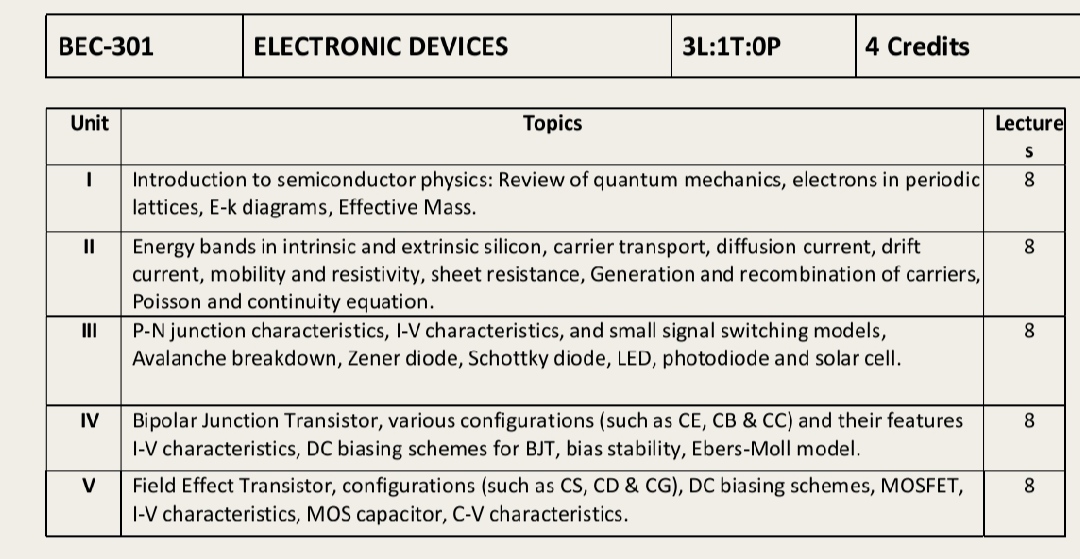 BEC-301 ELECTRONIC DEVICES 3L:1T:0P 4 Credits
Unit Topics Lecture
s
I Introduction to semiconductor physics: Review of quantum mechanics, electrons in periodic 8
lattices, E-k diagrams, Effective Mass.
II Energy bands in intrinsic and extrinsic silicon, carrier transport, diffusion current, drift 8
current, mobility and resistivity, sheet resistance, Generation and recombination of carriers,
Poisson and continuity equation.
III P-N junction characteristics, I-V characteristics, and small signal switching models, 8
Avalanche breakdown, Zener diode, Schottky diode, LED, photodiode and solar cell.
IV Bipolar Junction Transistor, various configurations (such as CE, CB & CC) and their features 8
I-V characteristics, DC biasing schemes for BJT, bias stability, Ebers-Moll model.
V Field Effect Transistor, configurations (such as CS, CD & CG), DC biasing schemes, MOSFET, 8
I-V characteristics, MOS capacitor, C-V characteristics.